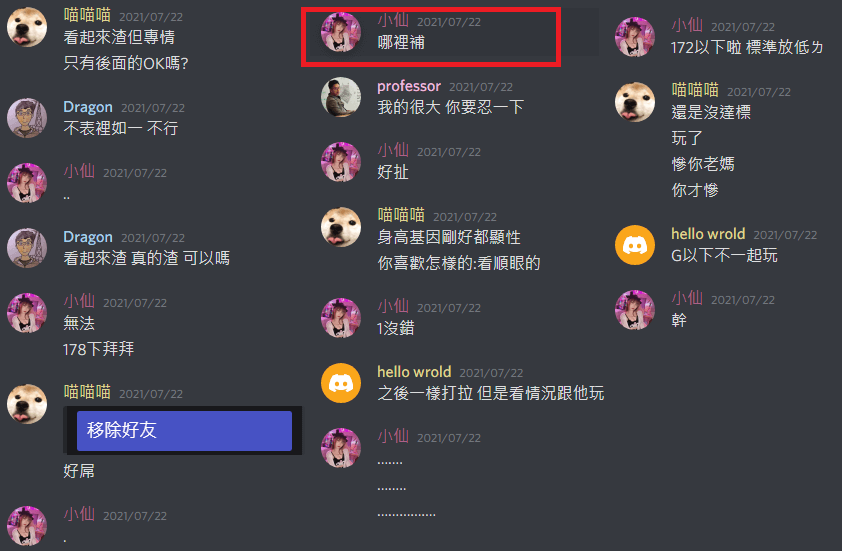 喵喵喵 2021/07/22
看起來渣但專情
只有後面的OK嗎?
Dragon 2021/07/22
不表裡如一 不行
小仙 2021/07/22
..
Dragon 2021/07/22
看起來渣 真的渣 可以嗎
小仙 2021/07/22
無法
178下拜拜
喵喵喵 2021/07/22
移除好友
好屌
小仙 2021/07/22
.
小仙 2021/07/22
哪裡補
professor 2021/07/22
我的很大 你要忍一下
小仙 2021/07/22
好扯
喵喵喵 2021/07/22
身高基因剛好都顯性
你喜歡怎樣的:看順眼的
小仙 2021/07/22
1沒錯
hello wrold 2021/07/22
之後一樣打拉 但是看情況跟他玩
小仙 2021/07/22
.......
........
................
小仙 2021/07/22
172以下啦 標準放低ㄌ
喵喵喵 2021/07/22
還是沒達標
玩了
慘你老媽
你才慘
hello wrold 2021/07/22
G以下不一起玩
小仙 2021/07/22
幹